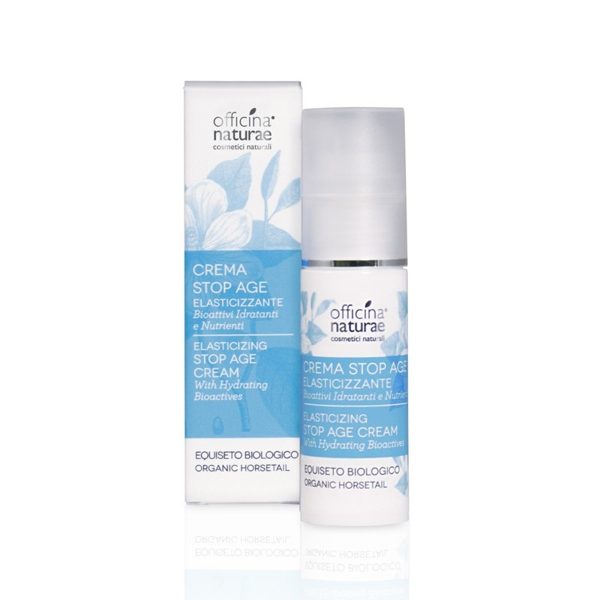 officina
naturae
cosmetici naturali
CREMA
STOP AGE
ELASTICIZZANTE
Bioattivi Idratanti
e Nutrienti
ELASTICIZING
STOP AGE
CREAM
With Hydrating
Bioactives
EQUISETO BIOLOGICO
ORGANIC HORSETAIL
officina
naturae
cosmetici naturali
CREMA STOP AGE
ELASTICIZZANTE
Bioattivi Idratanti e Nutrien
ELASTICIZING
STOP AGE CREAM
With Hydrating Bioactives
EQUISETO BIOLOGICO
ORGANIC HORSETAIL